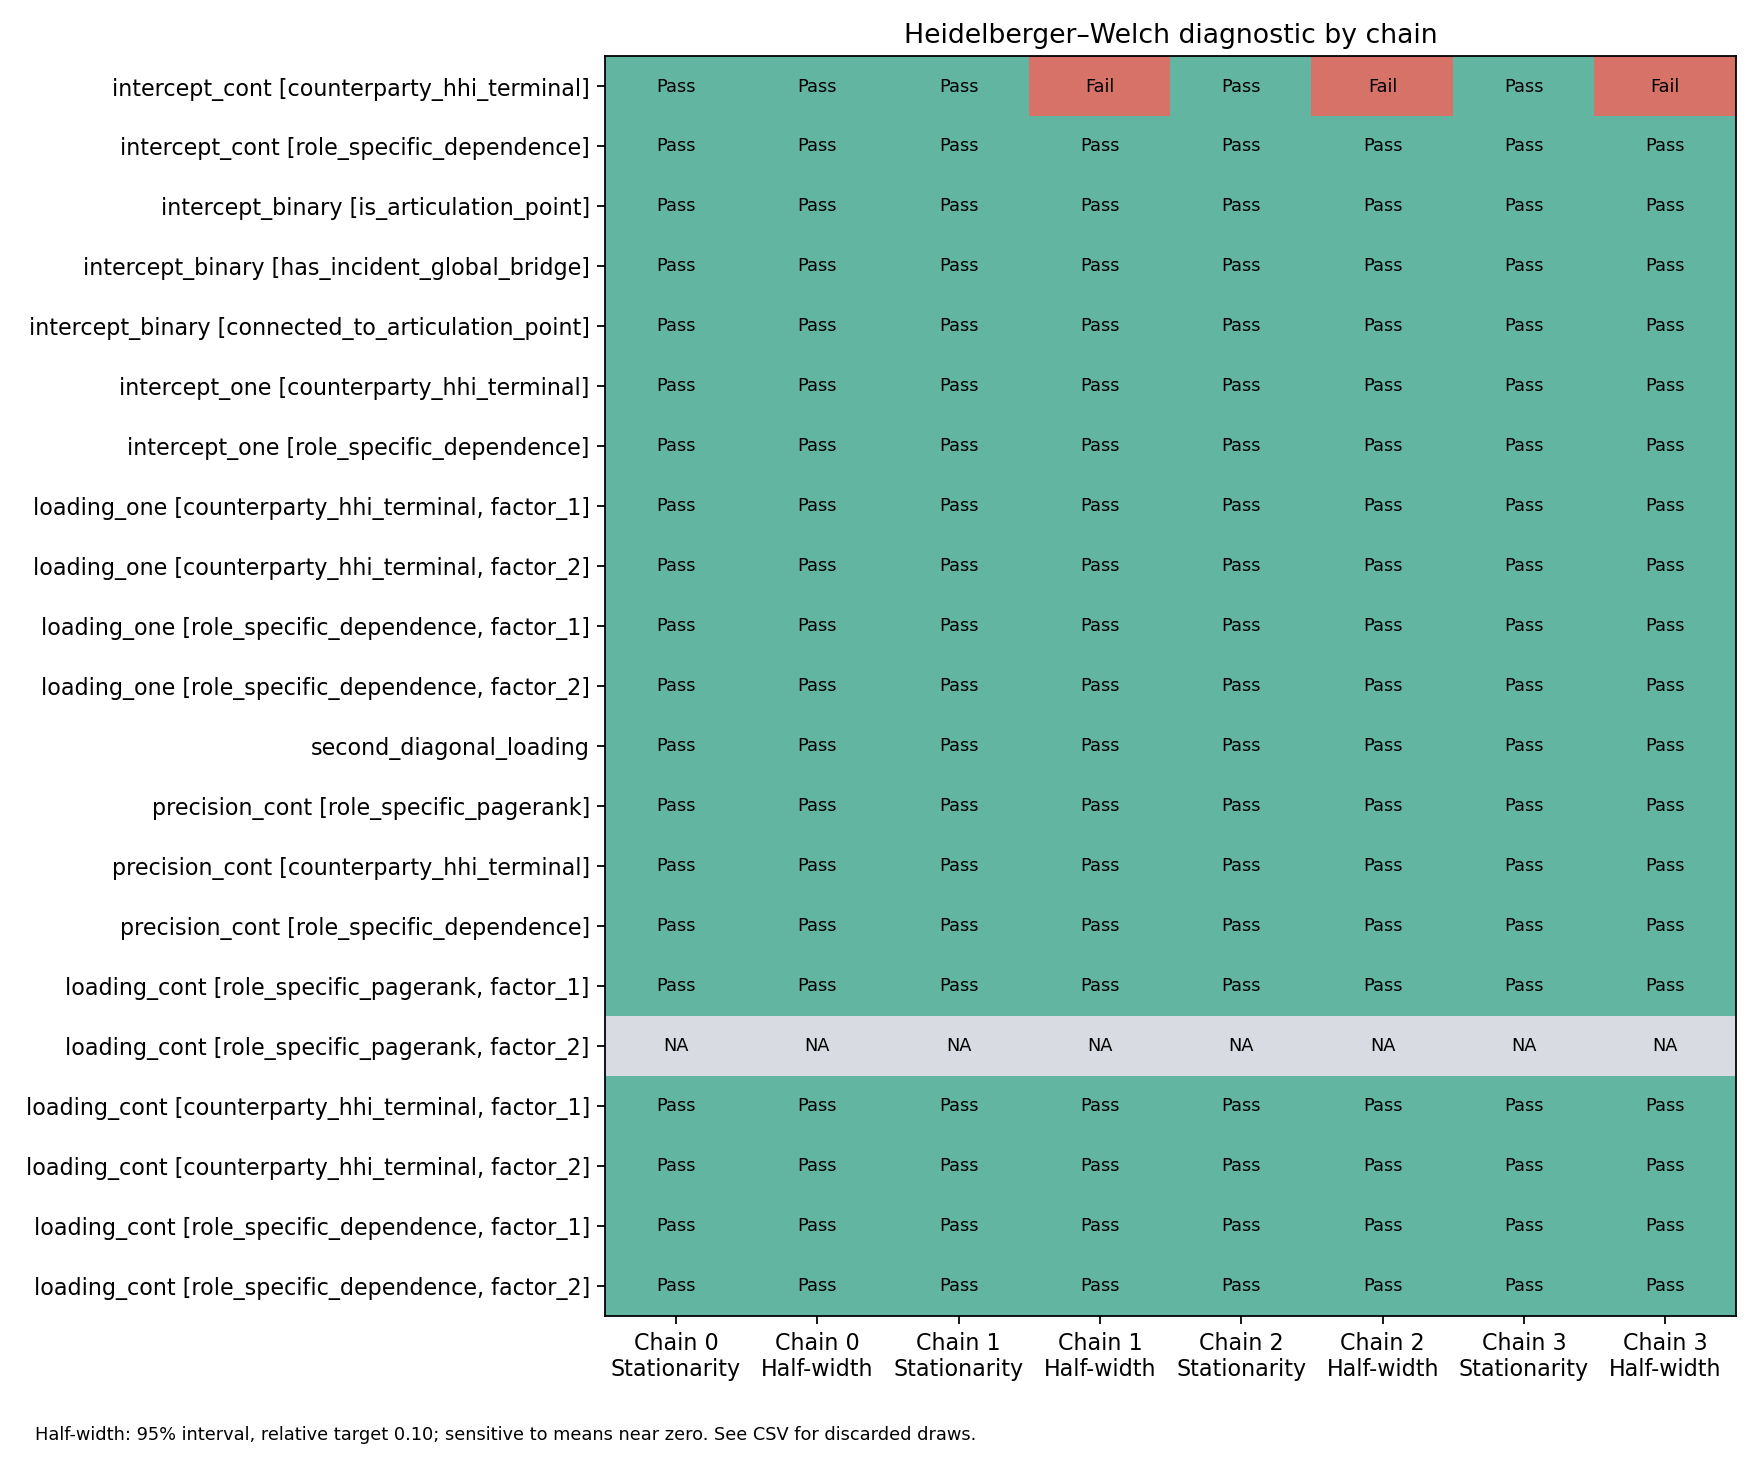 Heidelberger–Welch diagnostic by chain
intercept_cont [counterparty_hhi_terminal] Pass Pass Pass Fail Pass Fail Pass Fail
intercept_cont [role_specific_dependence] Pass Pass Pass Pass Pass Pass Pass Pass
intercept_binary [is_articulation_point] Pass Pass Pass Pass Pass Pass Pass Pass
intercept_binary [has_incident_global_bridge] Pass Pass Pass Pass Pass Pass Pass Pass
intercept_binary [connected_to_articulation_point] Pass Pass Pass Pass Pass Pass Pass Pass
intercept_one [counterparty_hhi_terminal] Pass Pass Pass Pass Pass Pass Pass Pass
intercept_one [role_specific_dependence] Pass Pass Pass Pass Pass Pass Pass Pass
loading_one [counterparty_hhi_terminal, factor_1] Pass Pass Pass Pass Pass Pass Pass Pass
loading_one [counterparty_hhi_terminal, factor_2] Pass Pass Pass Pass Pass Pass Pass Pass
loading_one [role_specific_dependence, factor_1] Pass Pass Pass Pass Pass Pass Pass Pass
loading_one [role_specific_dependence, factor_2] Pass Pass Pass Pass Pass Pass Pass Pass
second_diagonal_loading Pass Pass Pass Pass Pass Pass Pass Pass
precision_cont [role_specific_pagerank] Pass Pass Pass Pass Pass Pass Pass Pass
precision_cont [counterparty_hhi_terminal] Pass Pass Pass Pass Pass Pass Pass Pass
precision_cont [role_specific_dependence] Pass Pass Pass Pass Pass Pass Pass Pass
loading_cont [role_specific_pagerank, factor_1] Pass Pass Pass Pass Pass Pass Pass Pass
loading_cont [role_specific_pagerank, factor_2] NA NA NA NA NA NA NA NA
loading_cont [counterparty_hhi_terminal, factor_1] Pass Pass Pass Pass Pass Pass Pass Pass
loading_cont [counterparty_hhi_terminal, factor_2] Pass Pass Pass Pass Pass Pass Pass Pass
loading_cont [role_specific_dependence, factor_1] Pass Pass Pass Pass Pass Pass Pass Pass
loading_cont [role_specific_dependence, factor_2] Pass Pass Pass Pass Pass Pass Pass Pass
Chain 0 Chain 0 Chain 1 Chain 1 Chain 2 Chain 2 Chain 3 Chain 3
Stationarity Half-width Stationarity Half-width Stationarity Half-width Stationarity Half-width
Half-width: 95% interval, relative target 0.10; sensitive to means near zero. See CSV for discarded draws.